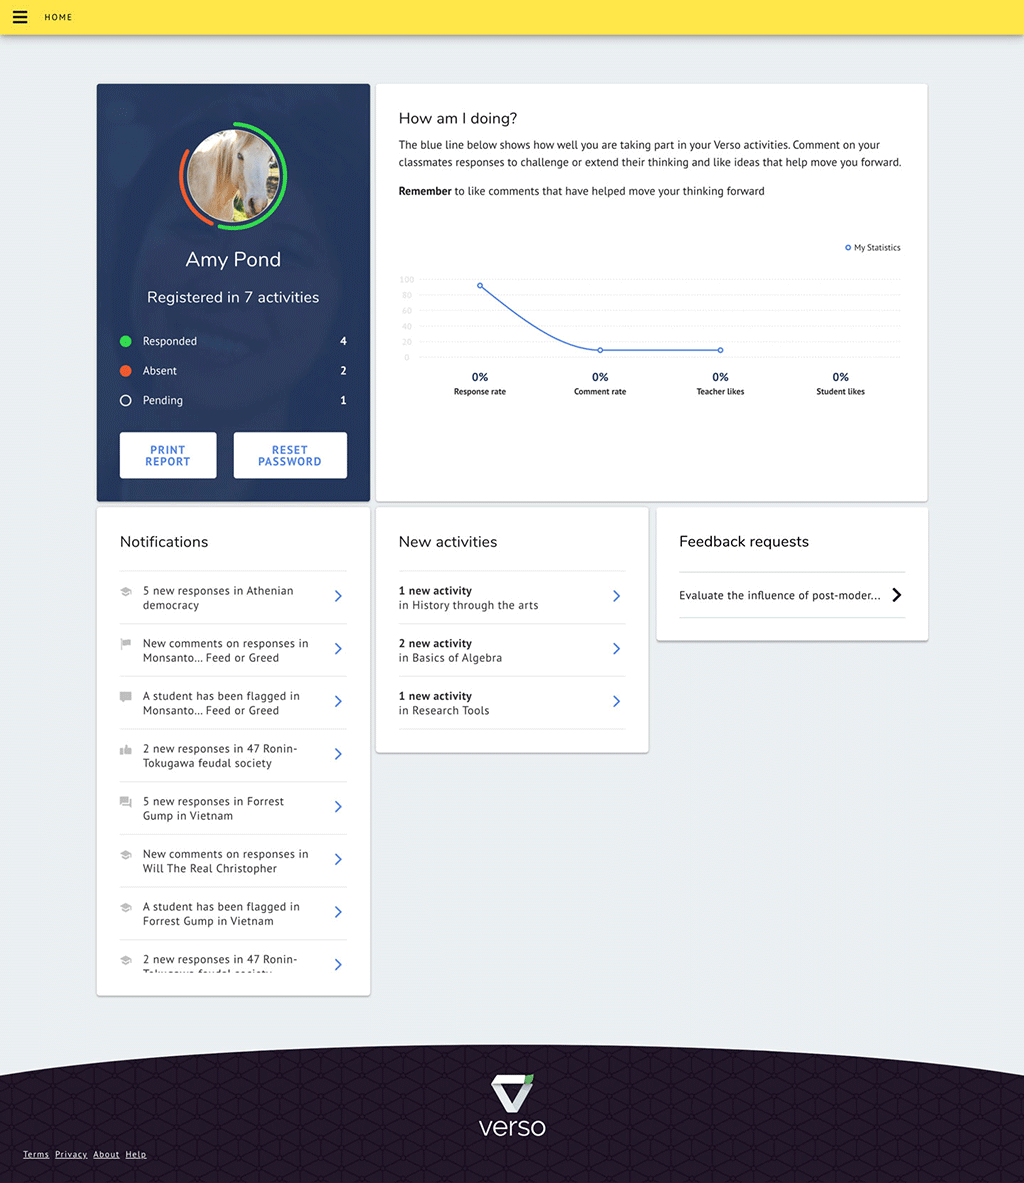 HOME
Amy Pond
Registered in 7 activities
Responded 4
Absent 2
Pending 1
PRINT
REPORT
RESET
PASSWORD
How am I doing?
The blue line below shows how well you are taking part in your Verso activities. Comment on your
classmates responses to challenge or extend their thinking and like ideas that help move you forward.
Remember to like comments that have helped move your thinking forward
My Statistics
100
80
60
40
20
0
0% 0% 0% 0%
Response rate Comment rate Teacher likes Student likes
Notifications
5 new responses in Athenian
democracy
New comments on responses in
Monsanto... Feed or Greed
A student has been flagged in
Monsanto... Feed or Greed
2 new responses in 47 Ronin-
Tokugawa feudal society
5 new responses in Forrest
Gump in Vietnam
New comments on responses in
Will The Real Christopher
A student has been flagged in
Forrest Gump in Vietnam
2 new responses in 47 Ronin-
Tokugawa feudal society
New activities
1 new activity
in History through the arts
2 new activity
in Basics of Algebra
1 new activity
in Research Tools
Feedback requests
Evaluate the influence of post-moder...
verso
Terms Privacy About Help